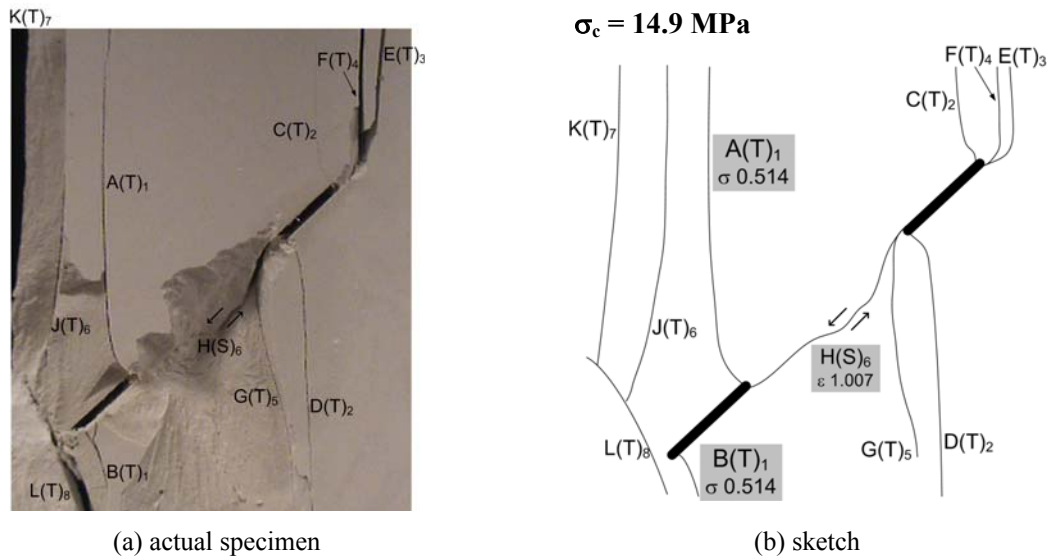 K(T)₇
E(T)₃
F(T)₄
C(T)₂
A(T)₁
J(T)₆
H(S)₆
G(T)₅
D(T)₂
B(T)₁
L(T)₈
(a) actual specimen
σc = 14.9 MPa
F(T)₄ E(T)₃
C(T)₂
K(T)₇
A(T)₁
σ 0.514
J(T)₆
H(S)₆
ε 1.007
L(T)₈
B(T)₁
σ 0.514
G(T)₅
D(T)₂
(b) sketch